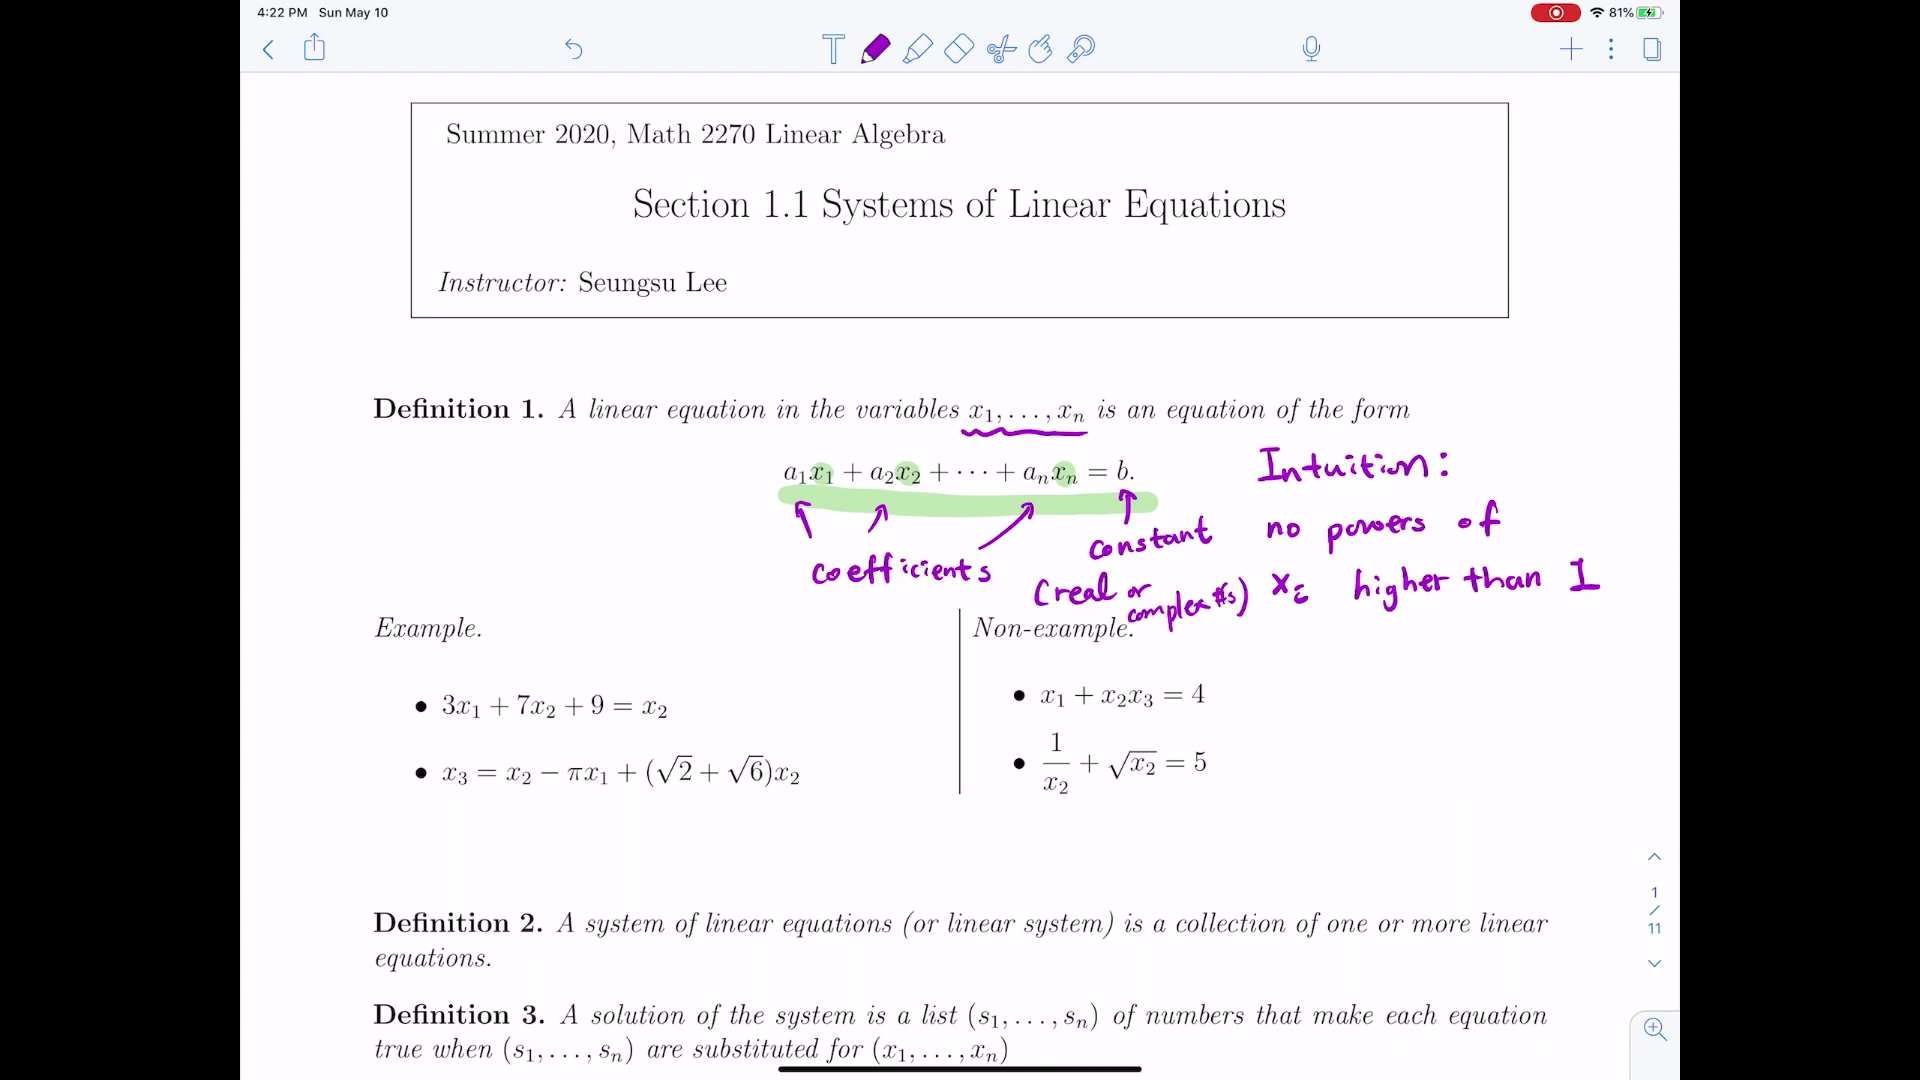 4:22 PM Sun May 10
81%
Summer 2020, Math 2270 Linear Algebra
Section 1.1 Systems of Linear Equations
Instructor: Seungsu Lee
Definition 1. A linear equation in the variables x₁, . . . , xₙ is an equation of the form
a₁x₁ + a₂x₂ + · · · + aₙxₙ = b.
coefficients
constant
(real or
complex #s)
Intuition:
no powers of
xᵢ higher than 1
Example.
• 3x₁ + 7x₂ + 9 = x₂
• x₃ = x₂ − πx₁ + (√2 + √6)x₂
Non-example.
• x₁ + x₂x₃ = 4
• 1/x₂ + √x₂ = 5
Definition 2. A system of linear equations (or linear system) is a collection of one or more linear
equations.
Definition 3. A solution of the system is a list (s₁, . . . , sₙ) of numbers that make each equation
true when (s₁, . . . , sₙ) are substituted for (x₁, . . . , xₙ)
1
/
11